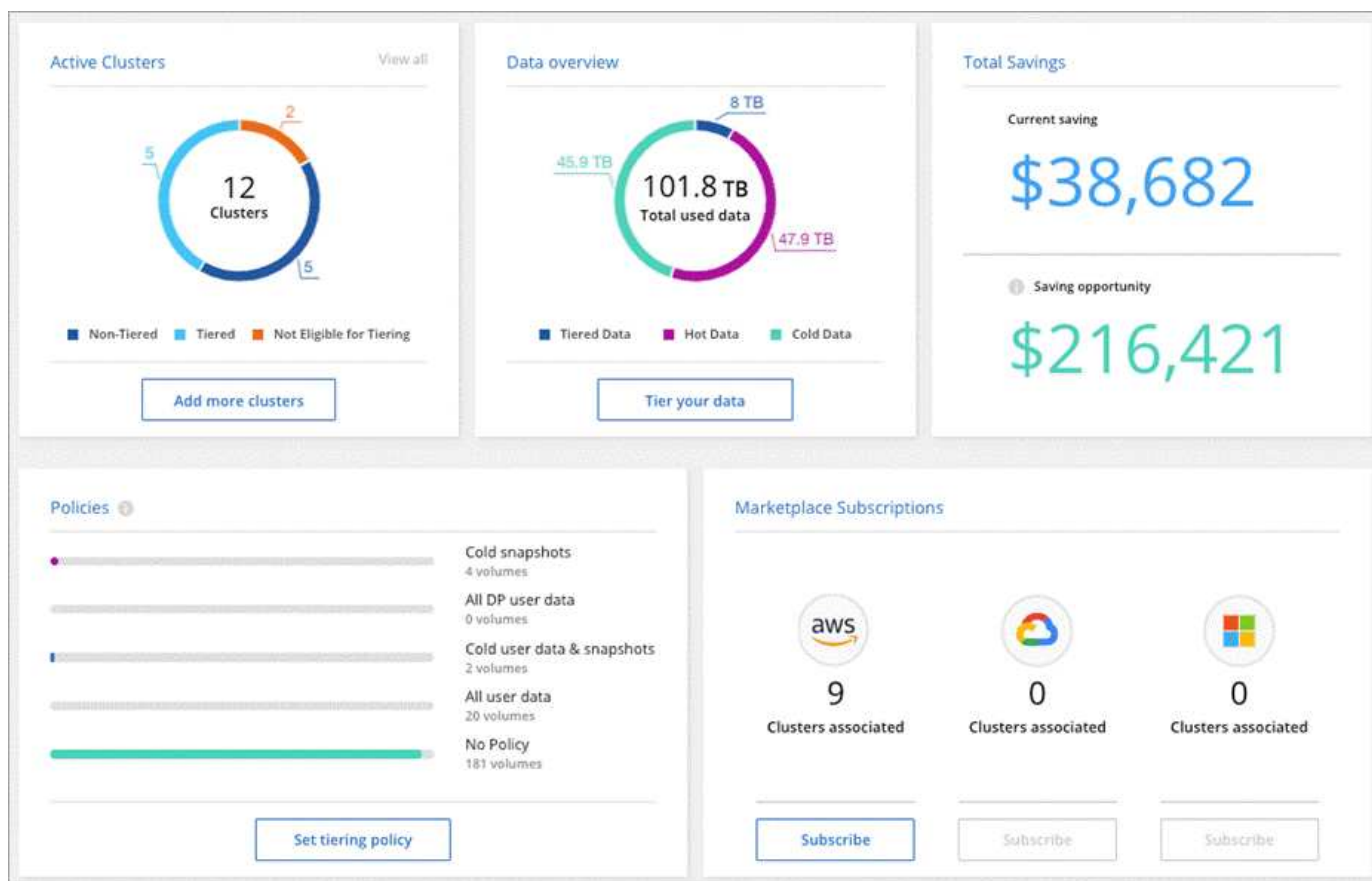 Active Clusters
View all
2
5
12
Clusters
5
Non-Tiered
Tiered
Not Eligible for Tiering
Add more clusters
Data overview
8 TB
45.9 TB
101.8 TB
Total used data
47.9 TB
Tiered Data
Hot Data
Cold Data
Tier your data
Total Savings
Current saving
$38,682
Saving opportunity
$216,421
Policies
Cold snapshots
4 volumes
All DP user data
0 volumes
Cold user data & snapshots
2 volumes
All user data
20 volumes
No Policy
181 volumes
Set tiering policy
Marketplace Subscriptions
aws
9
Clusters associated
Subscribe
0
Clusters associated
Subscribe
0
Clusters associated
Subscribe